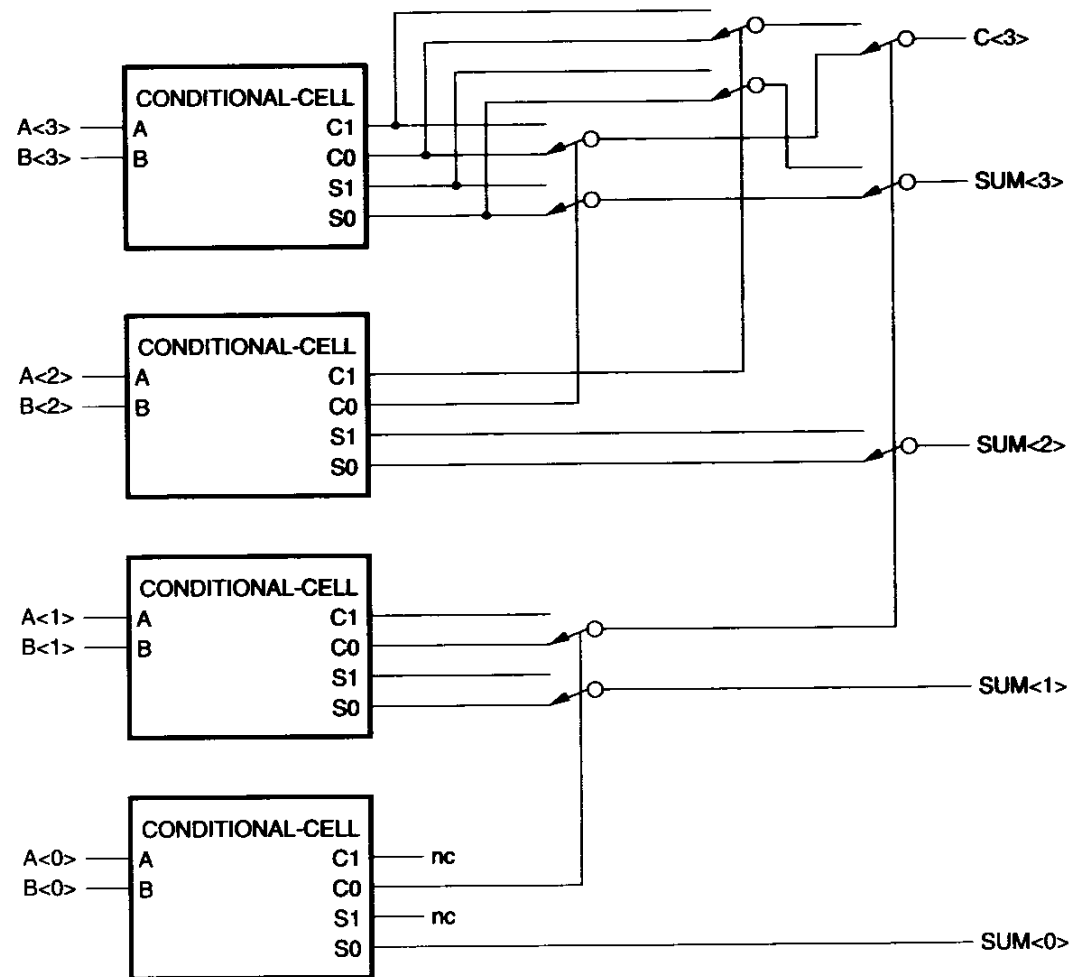 C<3>
CONDITIONAL-CELL
A<3> A C1
B<3> B C0
S1
S0
SUM<3>
CONDITIONAL-CELL
A<2> A C1
B<2> B C0
S1
S0
SUM<2>
CONDITIONAL-CELL
A<1> A C1
B<1> B C0
S1
S0
SUM<1>
CONDITIONAL-CELL
A<0> A C1 nc
B<0> B C0
S1 nc
S0
SUM<0>